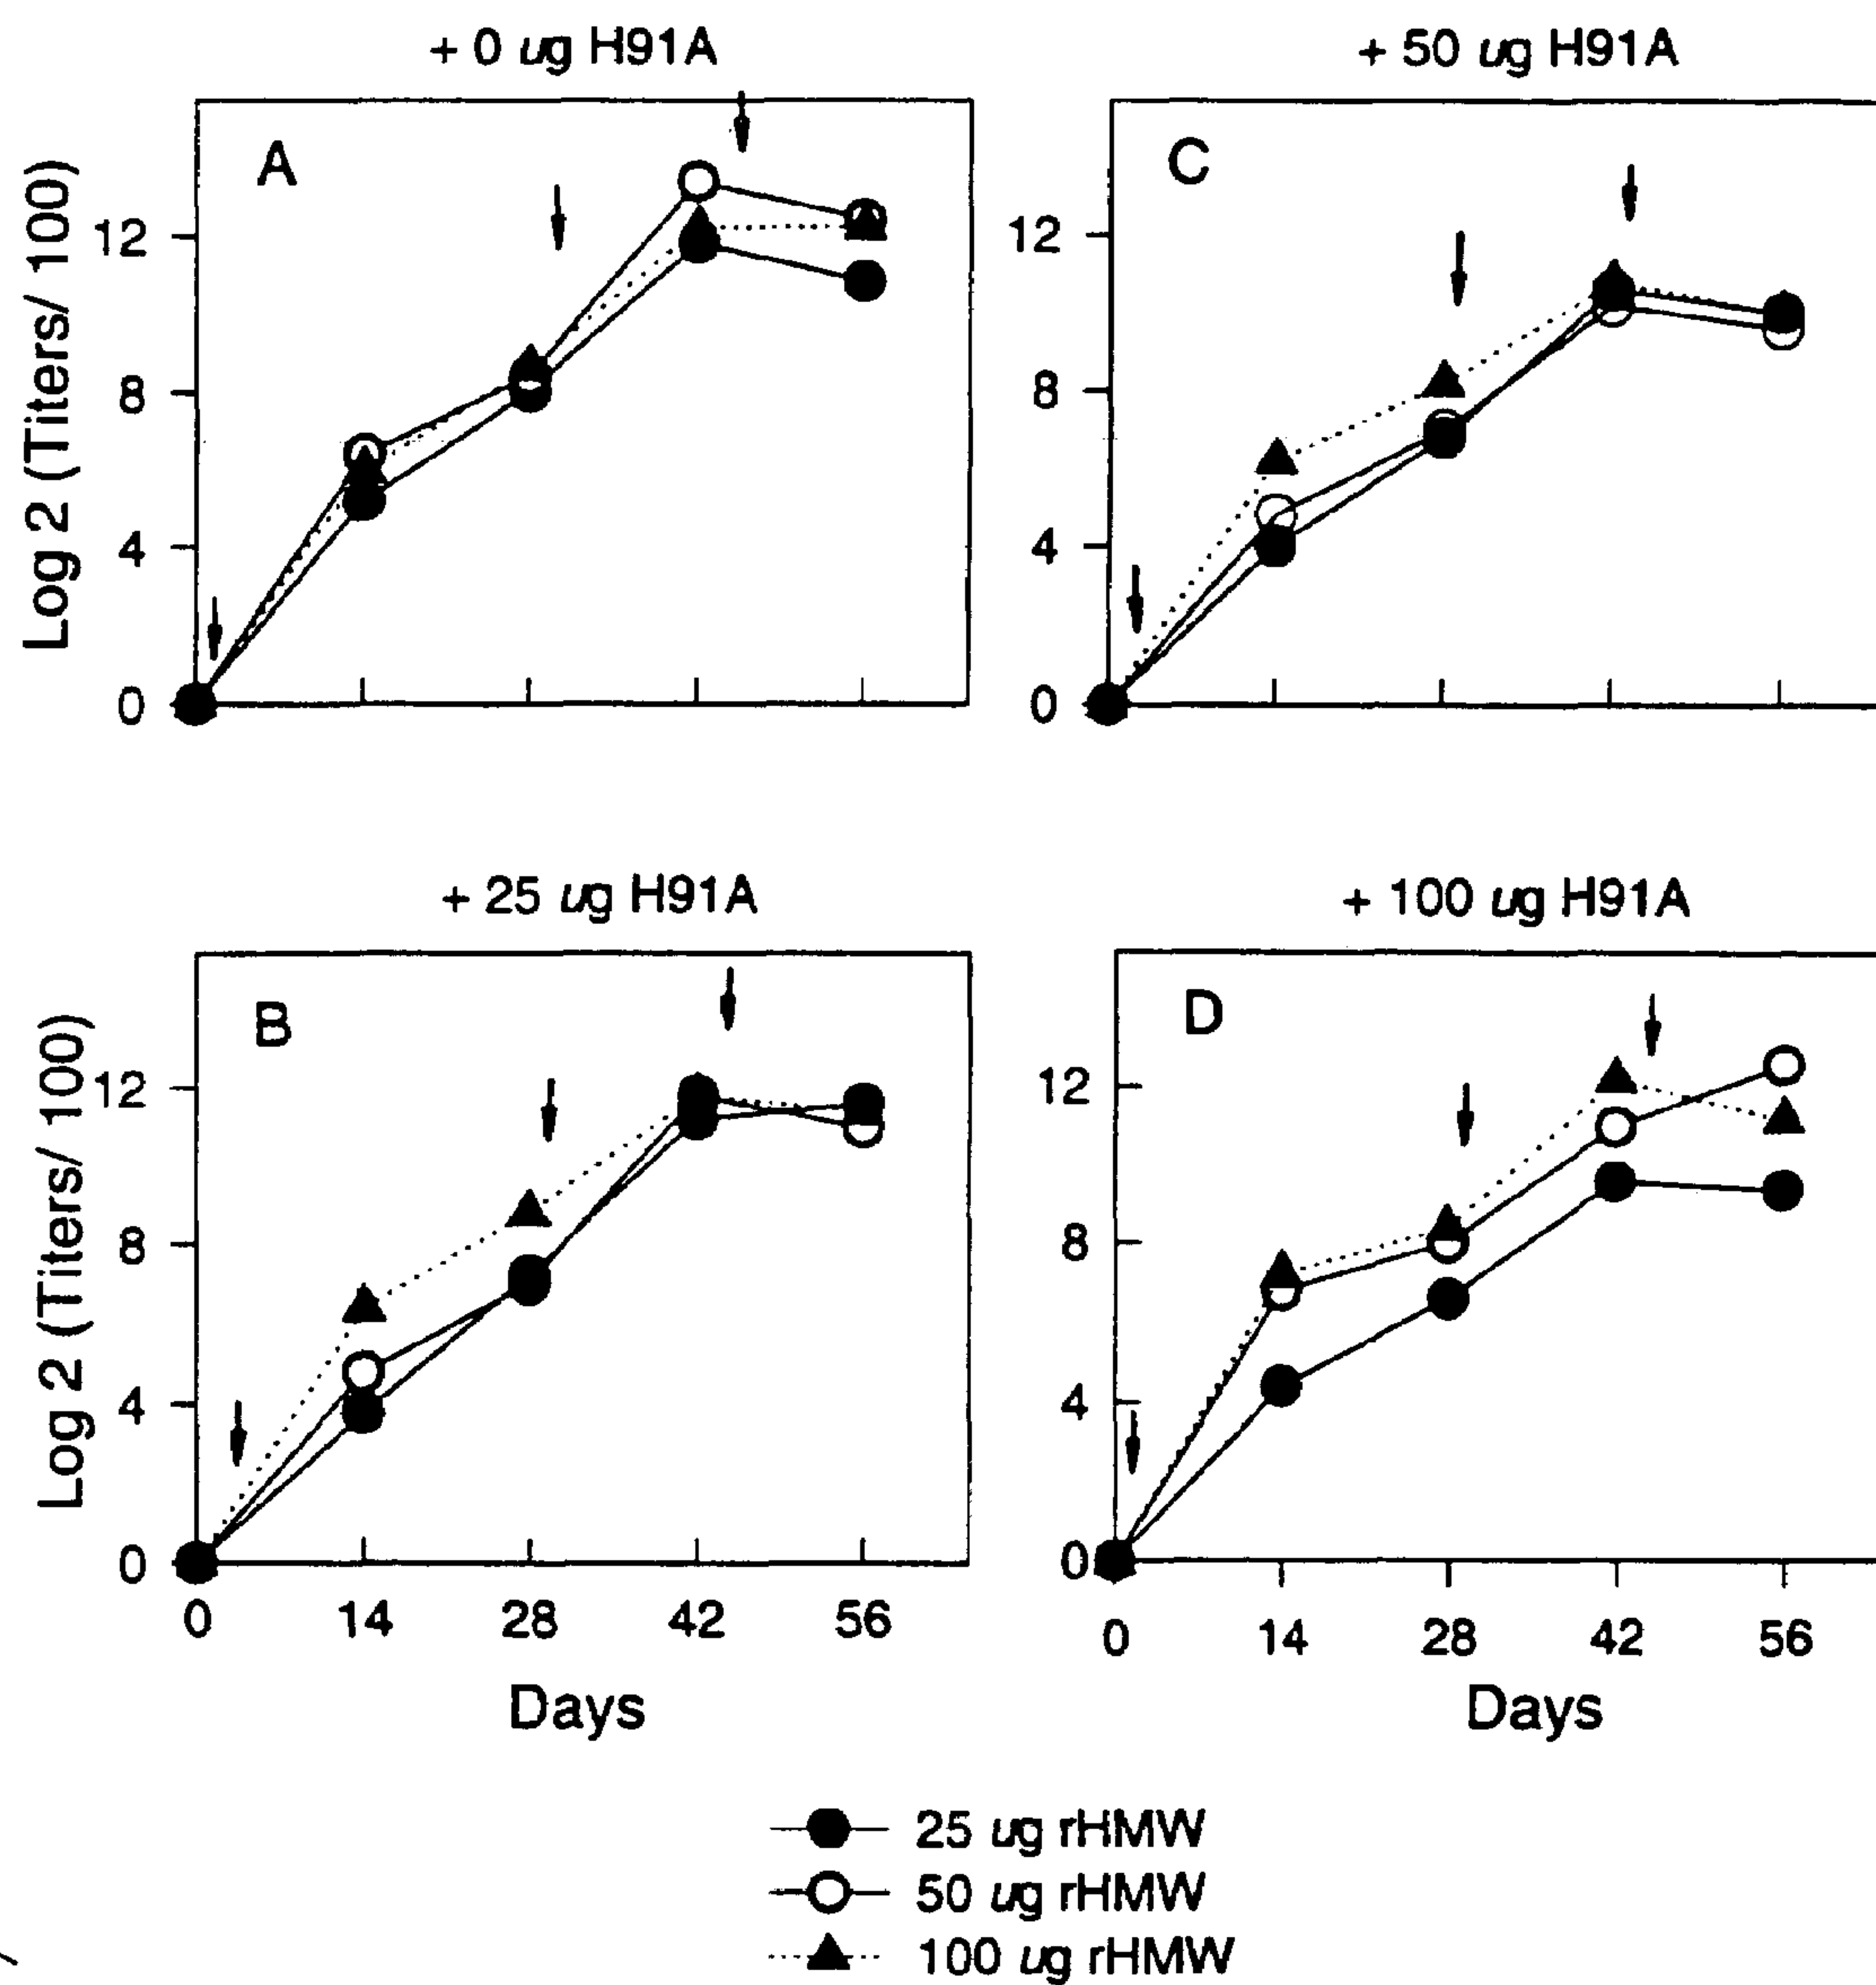 + 0 ug H91A
A
Log 2 (Titers/ 100)
12
8
4
0
+ 50 ug H91A
C
12
8
4
0
+ 25 ug H91A
B
Log 2 (Titers/ 100)
12
8
4
0
0 14 28 42 56
Days
+ 100 ug H91A
D
12
8
4
0
0 14 28 42 56
Days
25 ug rHMW
50 ug rHMW
100 ug rHMW